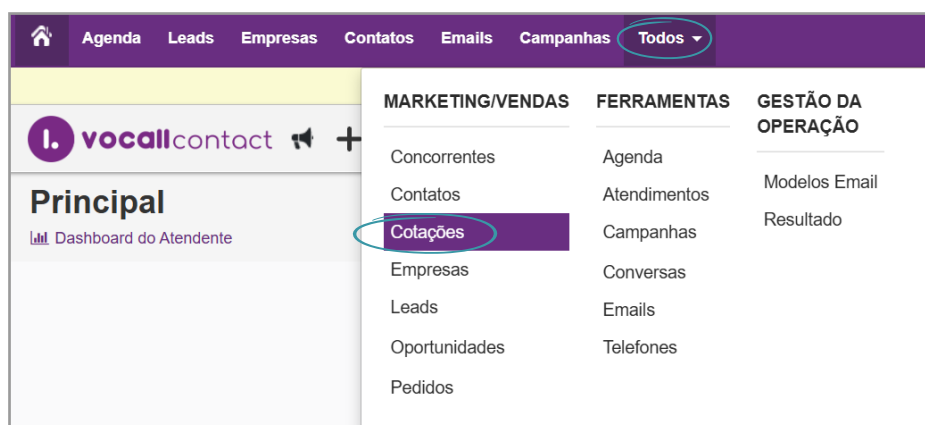 Agenda Leads Empresas Contatos Emails Campanhas Todos
MARKETING/VENDAS
Concorrentes
Contatos
Cotações
Empresas
Leads
Oportunidades
Pedidos
FERRAMENTAS
Agenda
Atendimentos
Campanhas
Conversas
Emails
Telefones
GESTÃO DA
OPERAÇÃO
Modelos Email
Resultado
l. vocallcontact
Principal
Dashboard do Atendente